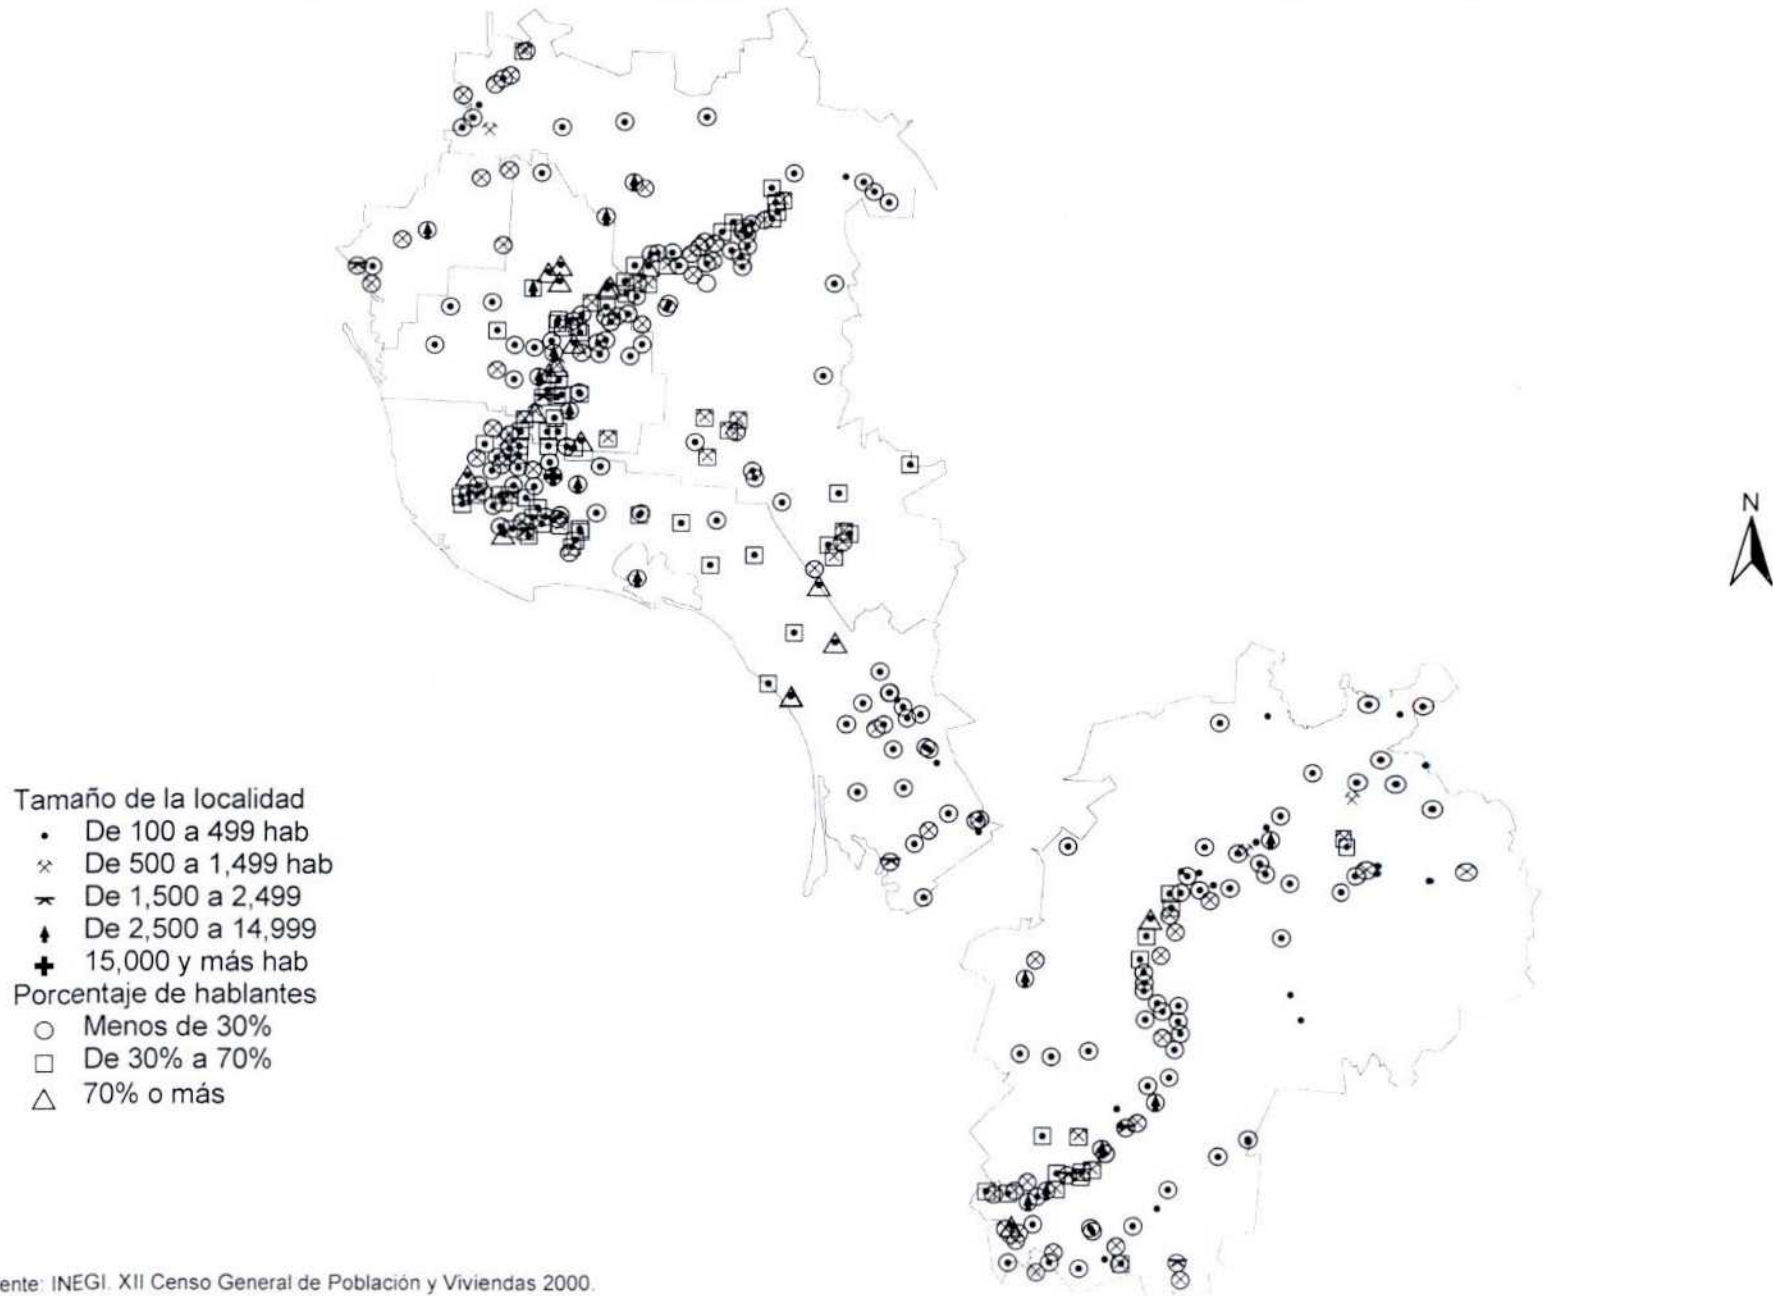 N
Tamaño de la localidad
De 100 a 499 hab
De 500 a 1,499 hab
De 1,500 a 2,499
De 2,500 a 14,999
15,000 y más hab
Porcentaje de hablantes
Menos de 30%
De 30% a 70%
70% o más
ente: INEGI. XII Censo General de Población y Viviendas 2000.